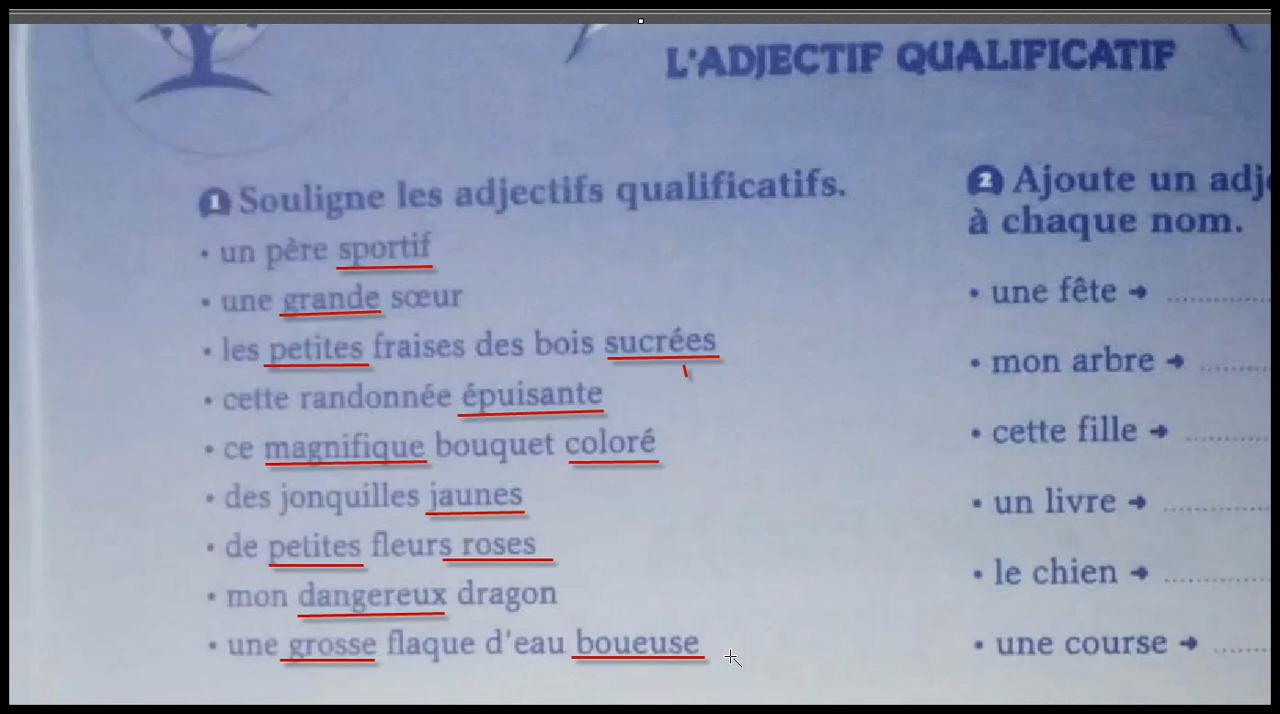 L'ADJECTIF QUALIFICATIF
1 Souligne les adjectifs qualificatifs.
• un père sportif
• une grande sœur
• les petites fraises des bois sucrées
• cette randonnée épuisante
• ce magnifique bouquet coloré
• des jonquilles jaunes
• de petites fleurs roses
• mon dangereux dragon
• une grosse flaque d'eau boueuse
2 Ajoute un
à chaque nom.
• une fête ➜ ..........
• mon arbre ➜ ..........
• cette fille ➜ ..........
• un livre ➜ ..........
• le chien ➜ ..........
• une course ➜ ..........